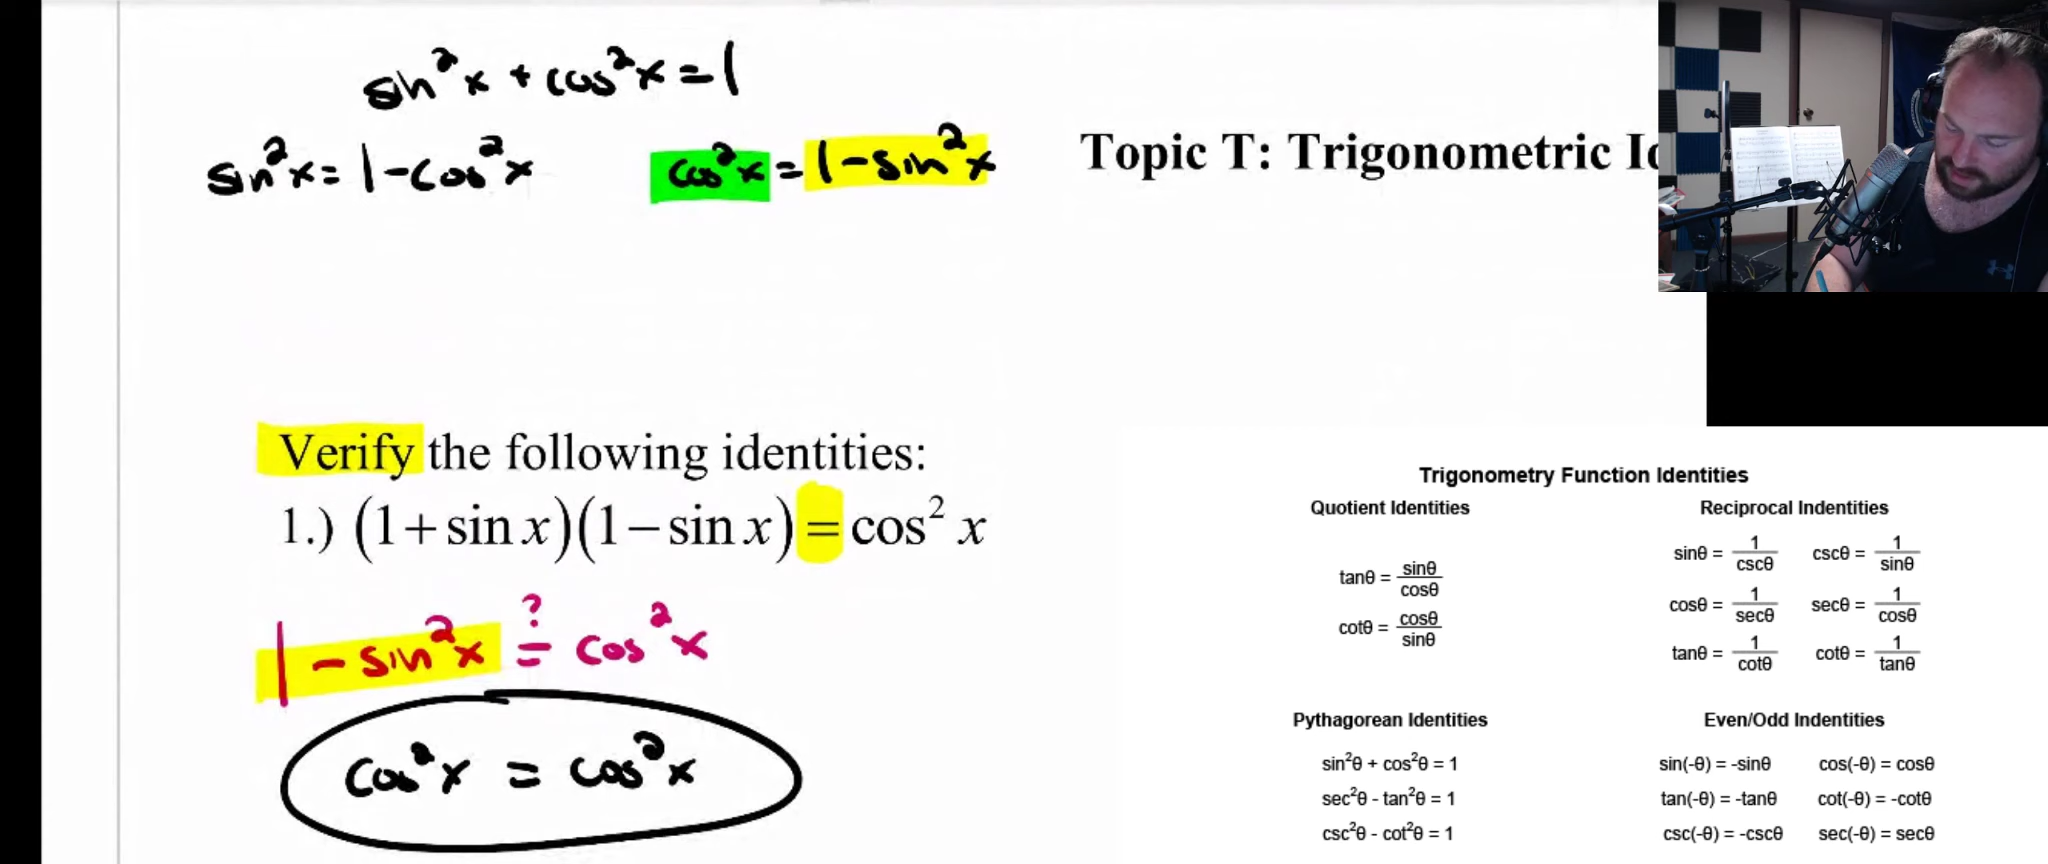 sin²x + cos²x = 1
sin²x = 1 - cos²x
cos²x = 1 - sin²x
Topic T: Trigonometric
Verify the following identities:
1.) (1 + sin x)(1 − sin x) = cos² x
1 - sin²x ?= cos²x
cos²x = cos²x
Trigonometry Function Identities
Quotient Identities
tanθ = sinθ/cosθ
cotθ = cosθ/sinθ
Reciprocal Indentities
sinθ = 1/cscθ cscθ = 1/sinθ
cosθ = 1/secθ secθ = 1/cosθ
tanθ = 1/cotθ cotθ = 1/tanθ
Pythagorean Identities
sin²θ + cos²θ = 1
sec²θ - tan²θ = 1
csc²θ - cot²θ = 1
Even/Odd Indentities
sin(-θ) = -sinθ cos(-θ) = cosθ
tan(-θ) = -tanθ cot(-θ) = -cotθ
csc(-θ) = -cscθ sec(-θ) = secθ